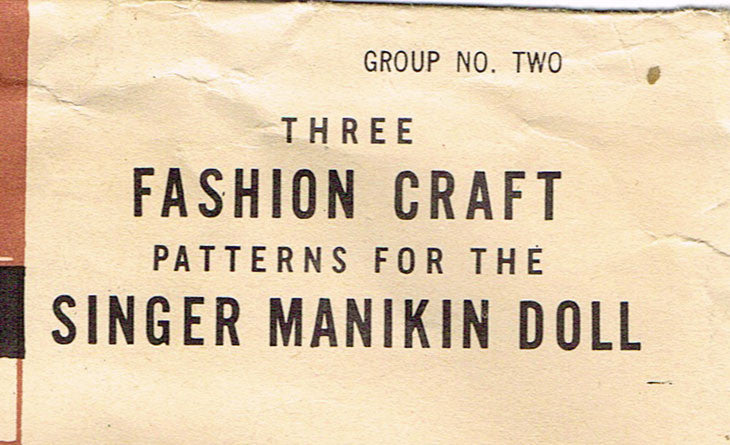 GROUP NO. TWO
THREE
FASHION CRAFT
PATTERNS FOR THE
SINGER MANIKIN DOLL